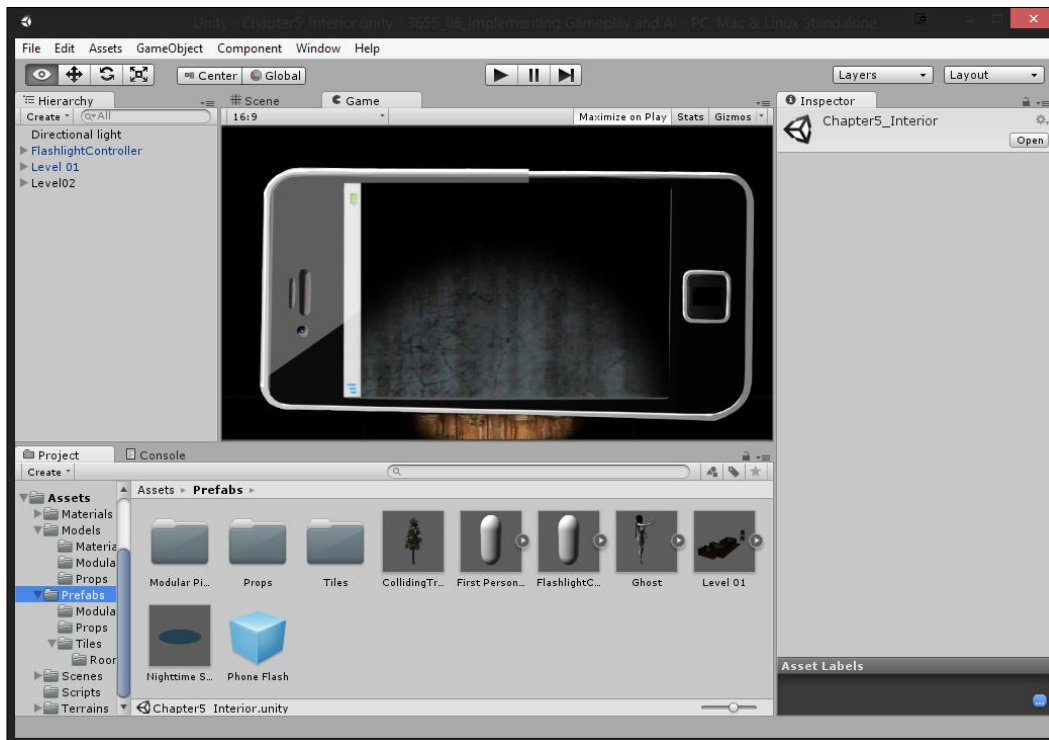 Unity - Chapter5_Interior.unity - 3655_06_Implementing Gameplay and AI - PC, Mac & Linux Standalone
File Edit Assets GameObject Component Window Help
Center Global Layers Layout
Hierarchy
Create All
Directional light
FlashlightController
Level 01
Level02
Scene Game
16:9 Maximize on Play Stats Gizmos
Inspector
Chapter5_Interior
Open
Project Console
Create
Assets
Materials
Models
Materia
Modula
Props
Prefabs
Modula
Props
Tiles
Roor
Scenes
Scripts
Terrains
Assets Prefabs
Modular Pi... Props Tiles CollidingTr... First Person... FlashlightC... Ghost Level 01
Nighttime S... Phone Flash
Chapter5_Interior.unity
Asset Labels